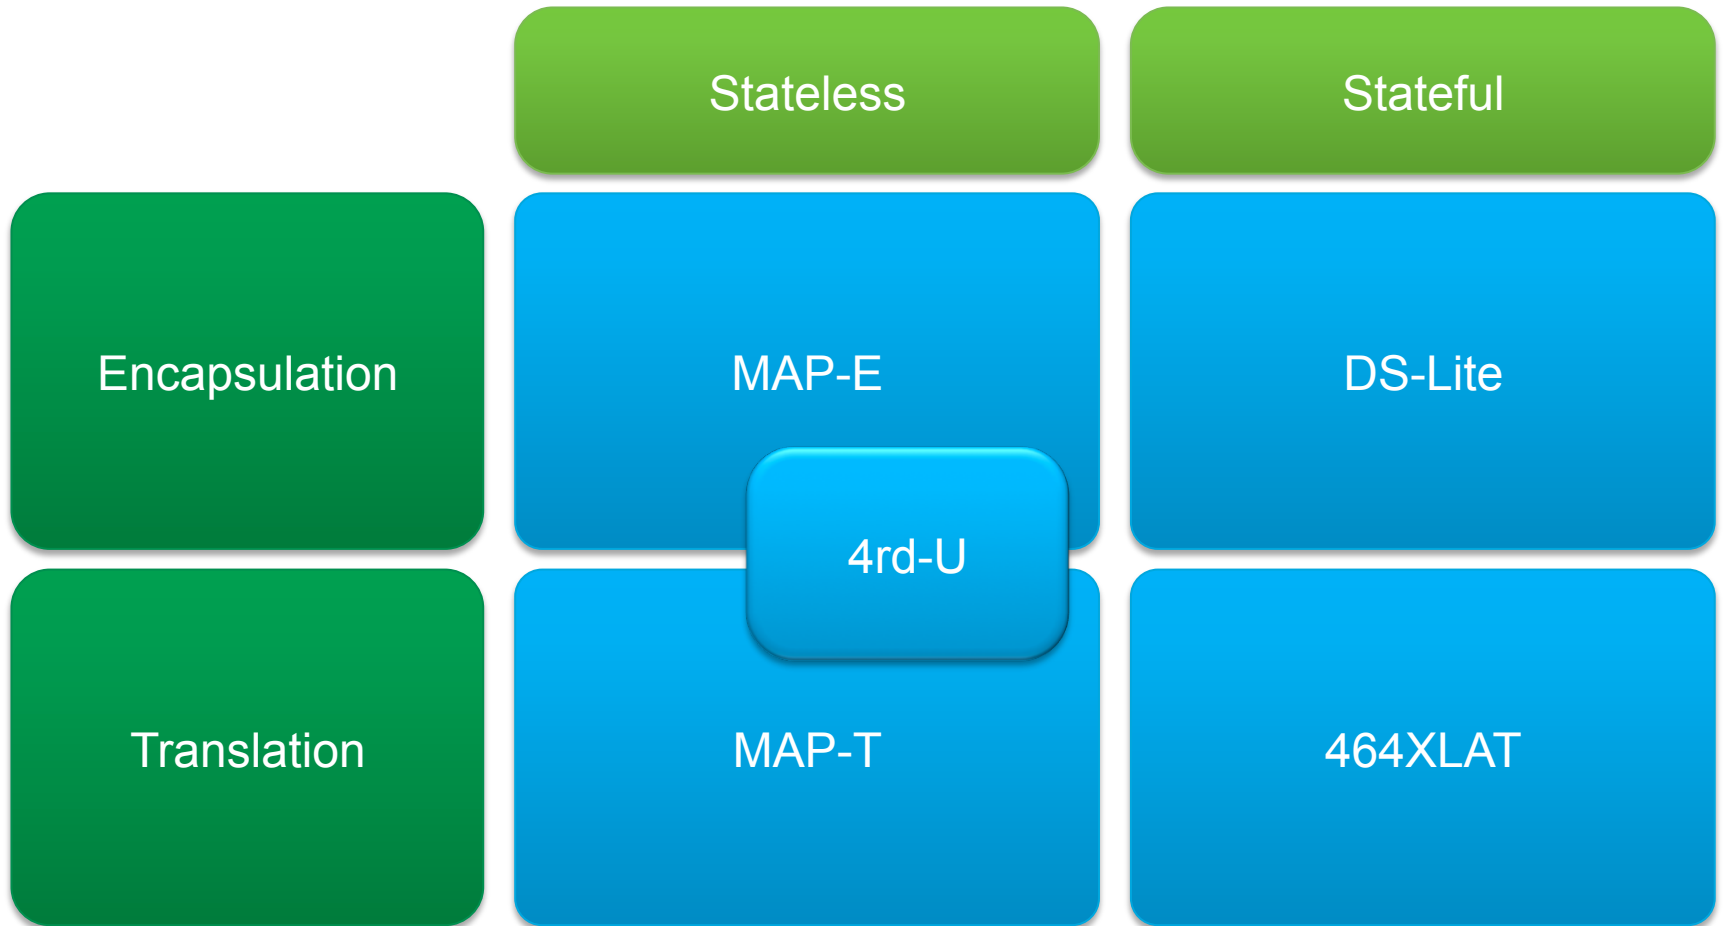 Stateless
Stateful
Encapsulation
MAP-E
DS-Lite
4rd-U
Translation
MAP-T
464XLAT